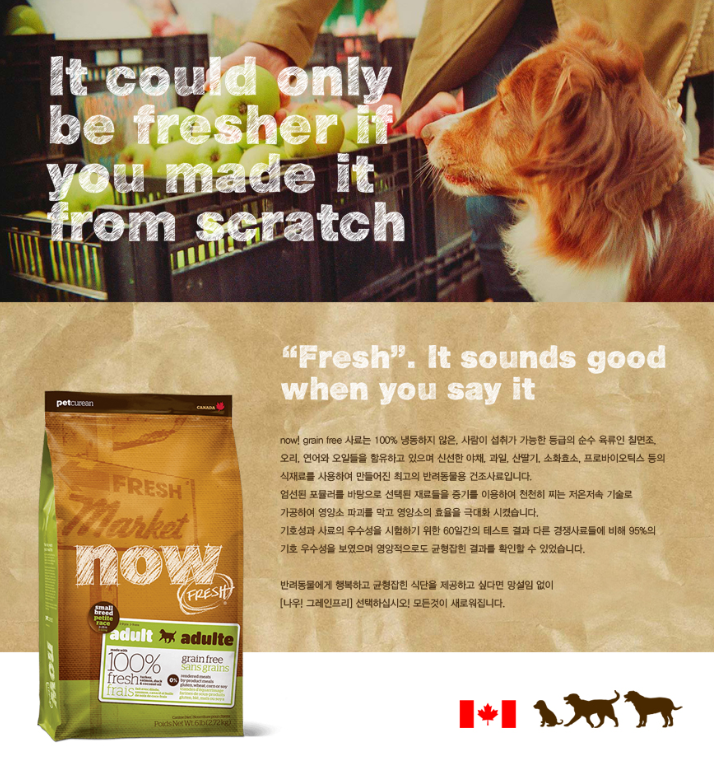 It could only
be fresher if
you made it
from scratch
“Fresh”. It sounds good
when you say it
now! grain free 사료는 100% 냉동하지 않은, 사람이 섭취가 가능한 등급의 순수 육류인 칠면조,
오리, 연어와 오일들을 함유하고 있으며 신선한 야채, 과일, 산딸기, 소화효소, 프로바이오틱스 등의
식재료를 사용하여 만들어진 최고의 반려동물용 건조사료입니다.
엄선된 포뮬러를 바탕으로 선택된 재료들을 증기를 이용하여 천천히 찌는 저온저속 기술로
가공하여 영양소 파괴를 막고 영양소의 효율을 극대화 시켰습니다.
기호성과 사료의 우수성을 시험하기 위한 60일간의 테스트 결과 다른 경쟁사료들에 비해 95%의
기호 우수성을 보였으며 영양적으로도 균형잡힌 결과를 확인할 수 있었습니다.
반려동물에게 행복하고 균형잡힌 식단을 제공하고 싶다면 망설임 없이
[나우! 그레인프리] 선택하십시오! 모든것이 새로워집니다.
petcurean
CANADA
FRESH
Market
now
FRESH
small
breed
petite
race
adult adulte
made with
100%
fresh
frais
grain free
sans grains
0%
now.
Poids Net Wt 6 lb (2.72 kg)